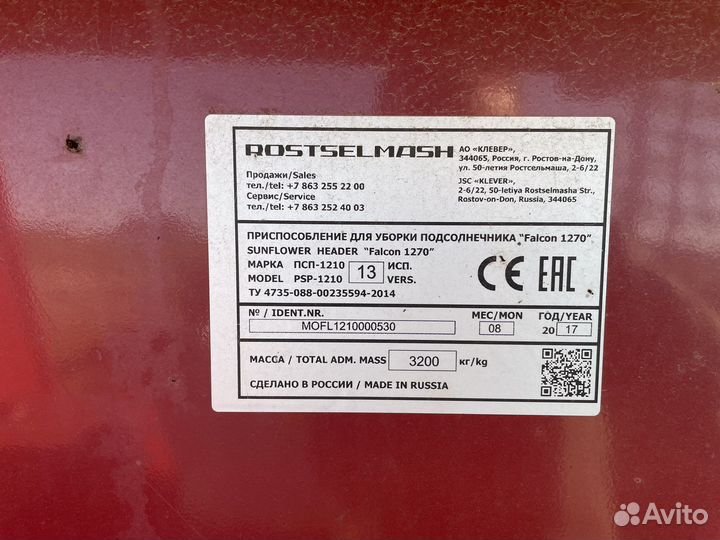 ROSTSELMASH
АО «КЛЕВЕР»,
344065, Россия, г. Ростов-на-Дону,
ул. 50-летия Ростсельмаша, 2-6/22
Продажи/Sales
тел./tel: +7 863 255 22 00
Сервис/Service
тел./tel: +7 863 252 40 03
JSC «KLEVER»,
2-6/22, 50-letiya Rostselmasha Str.,
Rostov-on-Don, Russia, 344065
ПРИСПОСОБЛЕНИЕ ДЛЯ УБОРКИ ПОДСОЛНЕЧНИКА "Falcon 1270"
SUNFLOWER HEADER "Falcon 1270"
МАРКА ПСП-1210 13 ИСП.
MODEL PSP-1210 VERS.
ТУ 4735-088-00235594-2014
CE EAC
№ / IDENT.NR. МЕС/MON ГОД/YEAR
MOFL1210000530 08 20 17
МАССА / TOTAL ADM. MASS 3200 кг/kg
СДЕЛАНО В РОССИИ / MADE IN RUSSIA
Avito